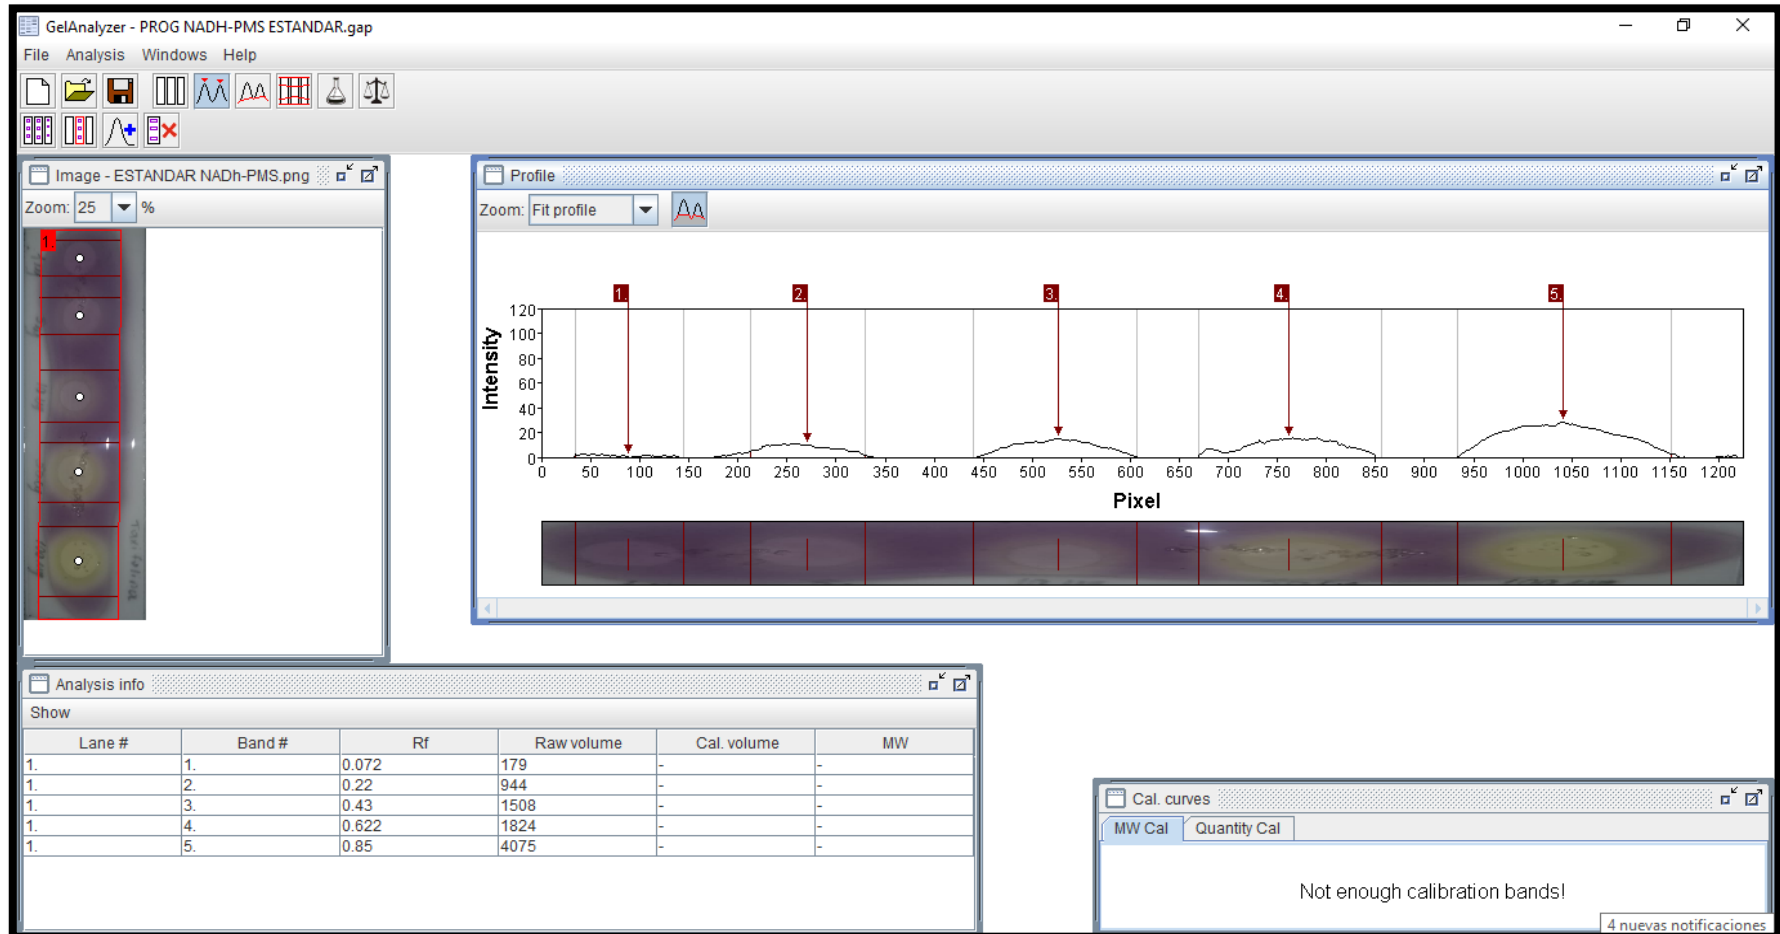 GelAnalyzer - PROG NADH-PMS ESTANDAR.gap
File Analysis Windows Help
Image - ESTANDAR NADh-PMS.png
Zoom: 25 %
1.
Profile
Zoom: Fit profile
1. 2. 3. 4. 5.
Intensity
120
100
80
60
40
20
0
0 50 100 150 200 250 300 350 400 450 500 550 600 650 700 750 800 850 900 950 1000 1050 1100 1150 1200
Pixel
Analysis info
Show
Lane # Band # Rf Raw volume Cal. volume MW
1. 1. 0.072 179 - -
1. 2. 0.22 944 - -
1. 3. 0.43 1508 - -
1. 4. 0.622 1824 - -
1. 5. 0.85 4075 - -
Cal. curves
MW Cal Quantity Cal
Not enough calibration bands!
4 nuevas notificaciones